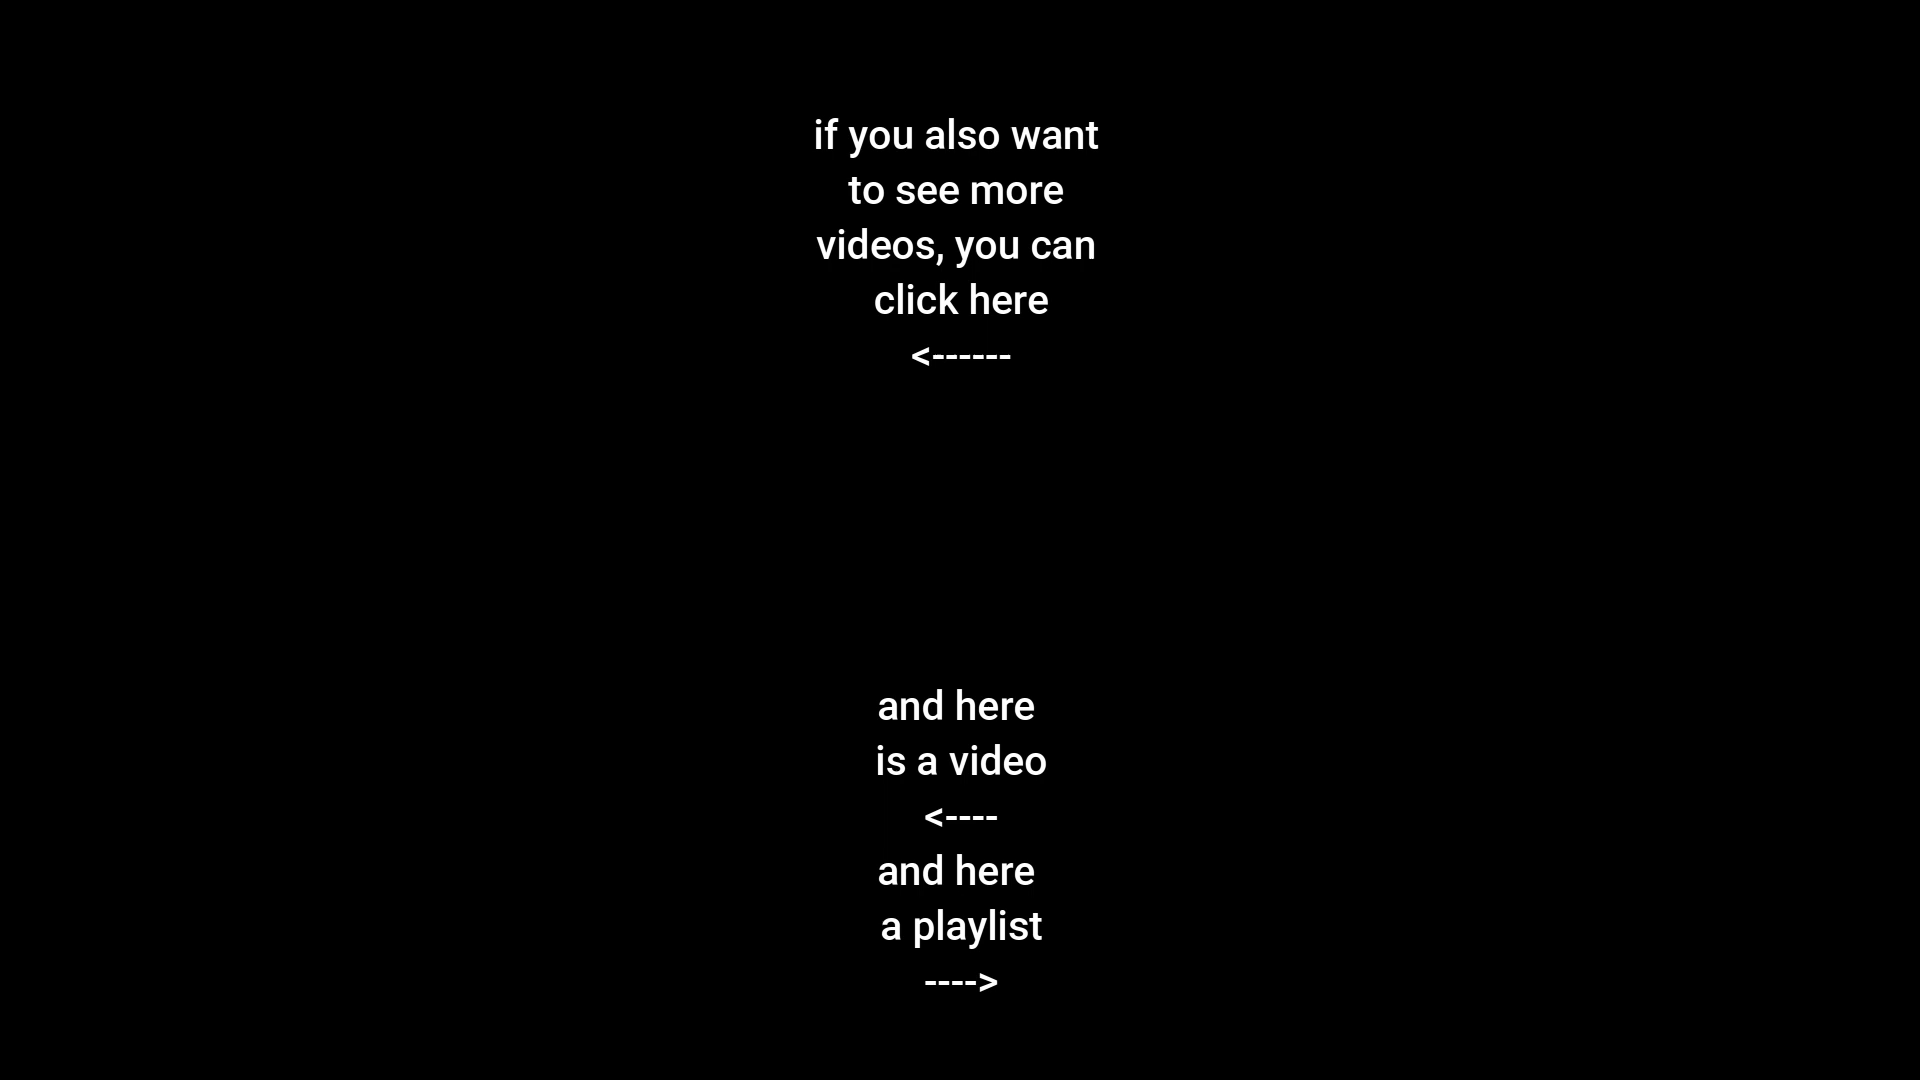 if you also want
to see more
videos, you can
click here
<------
and here
is a video
<----
and here
a playlist
---->